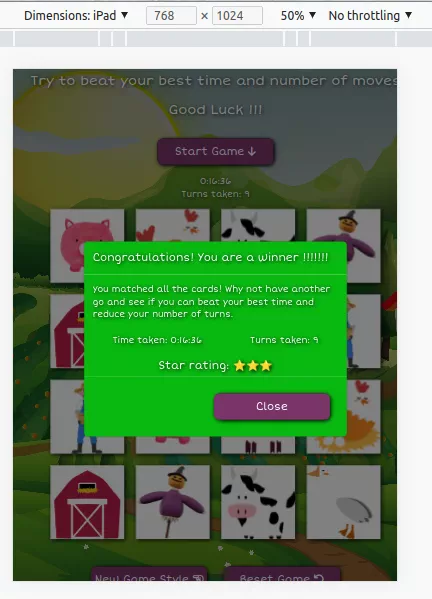 Dimensions: iPad ▼ 768 × 1024 50% ▼ No throttling ▼
Try to beat your best time and number of moves
Good Luck !!!
Start Game ↓
0:16:36
Turns taken: 9
Congratulations! You are a winner !!!!!!!
You matched all the cards! Why not have another
go and see if you can beat your best time and
reduce your number of turns.
Time taken: 0:16:36 Turns taken: 9
Star rating: ⭐⭐⭐
Close
New Game Style Reset Game